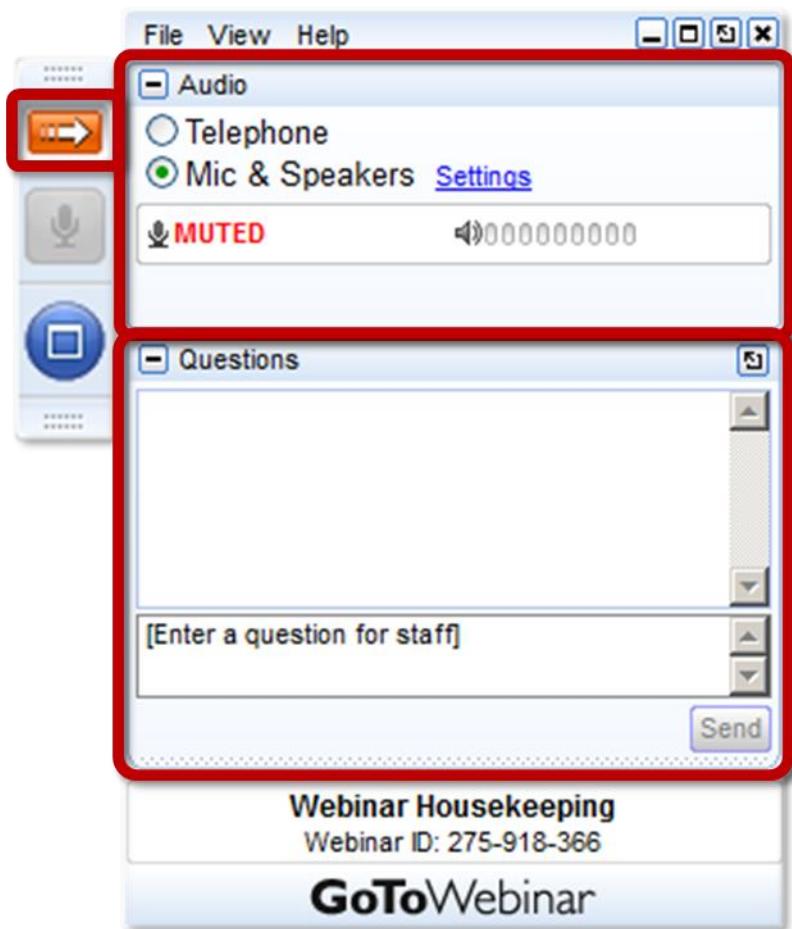 File View Help
Audio
Telephone
Mic & Speakers Settings
MUTED
Questions
[Enter a question for staff]
Send
Webinar Housekeeping
Webinar ID: 275-918-366
GoToWebinar